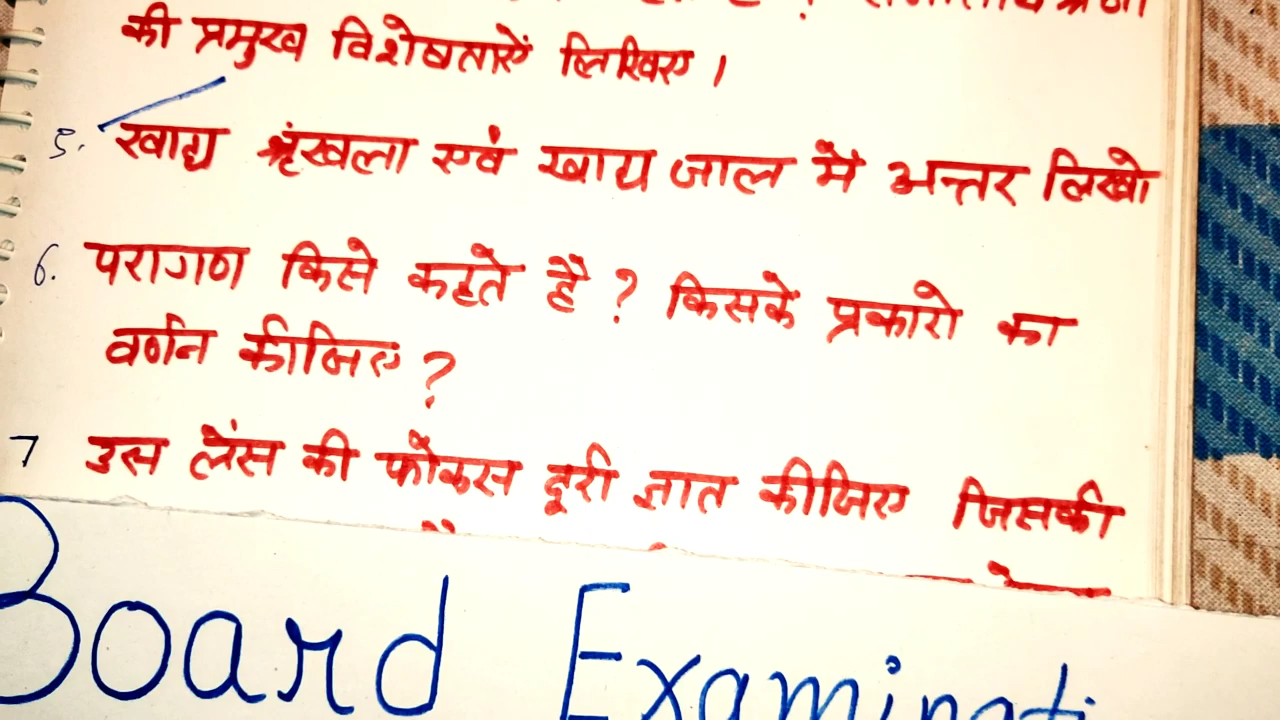 की प्रमुख विशेषताऐं लिखिए ।
5. खाद्य श्रृंखला एवं खाद्य जाल में अन्तर लिखो
6. परागण किसे कहते है ? किसके प्रकारो का
वर्णन कीजिए ?
7 उस लेंस की फोकस दूरी ज्ञात कीजिए जिसकी
Board Examinati